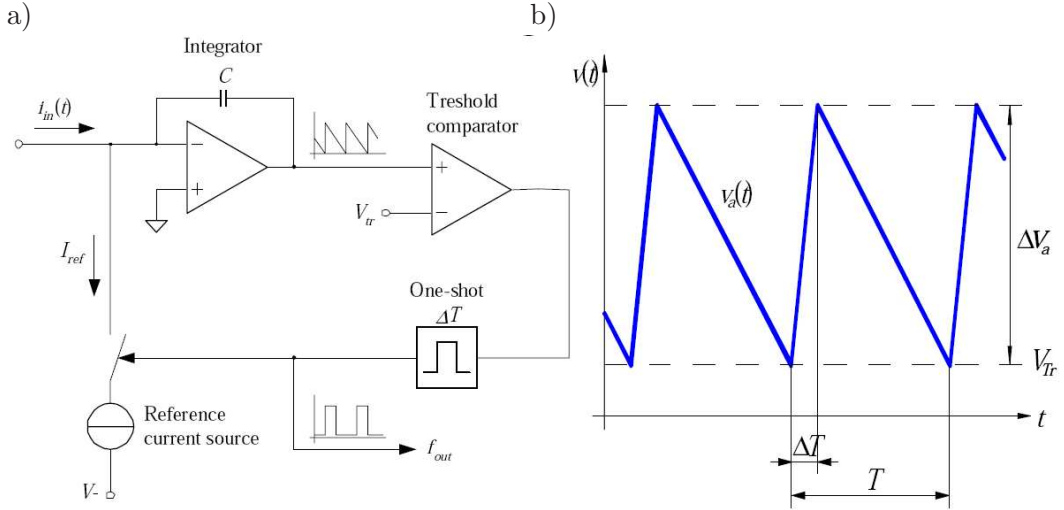 a)
b)
Integrator
C
i_in(t)
Treshold
comparator
V_tr
I_ref
One-shot
ΔT
Reference
current source
f_out
V-
v(t)
v_a(t)
ΔV_a
V_Tr
t
ΔT
T